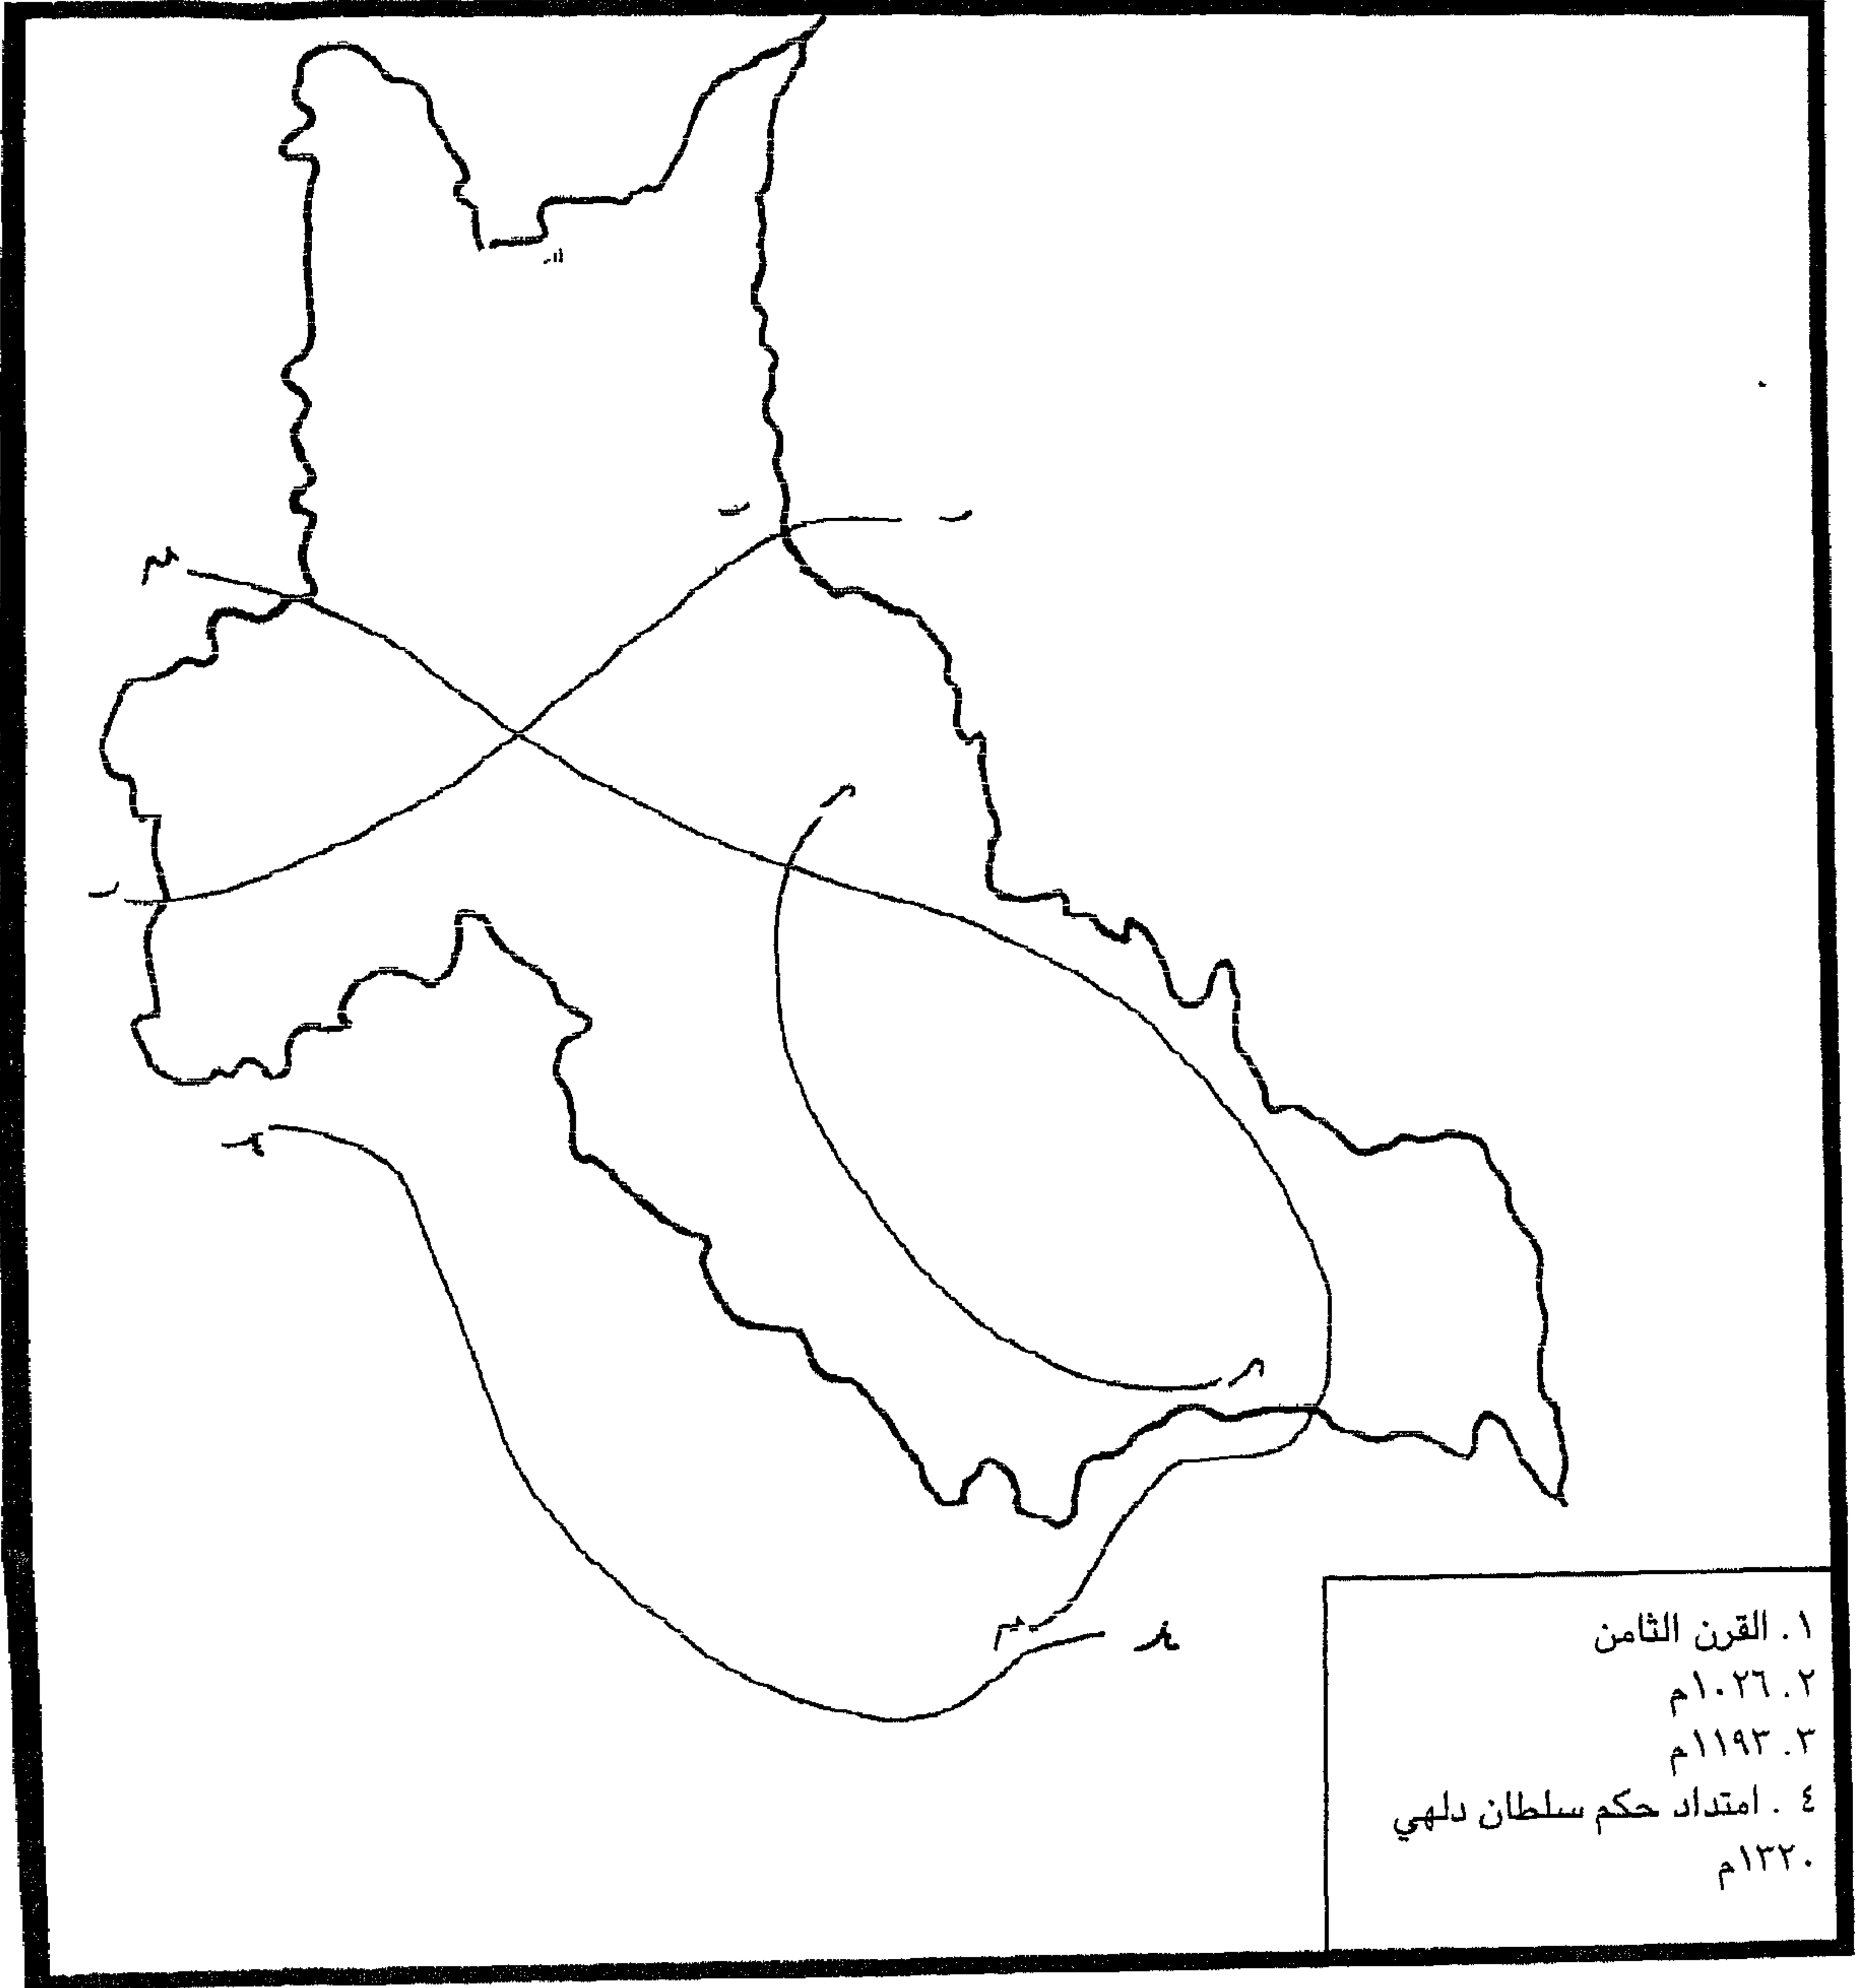 ١. القرن الثامن
٢. ١٠٢٦م
٣. ١١٩٣م
٤. امتداد حكم سلطان دلهي
١٣٢٠م